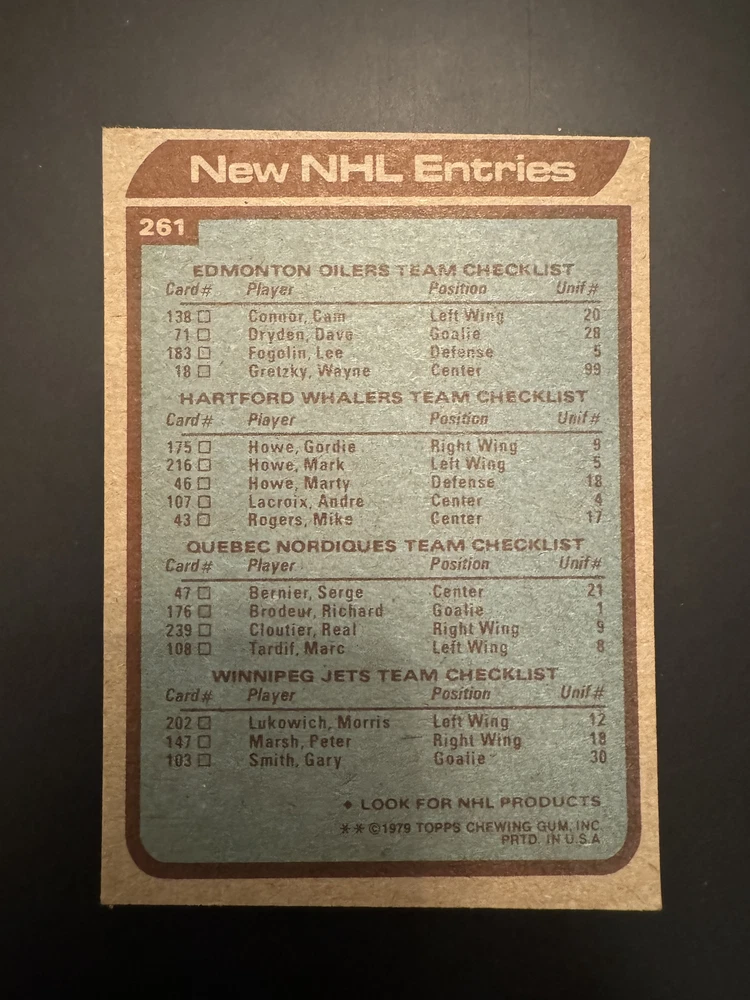 New NHL Entries
261
EDMONTON OILERS TEAM CHECKLIST
Card # Player Position Unif #
138 □ Connor, Cam Left Wing 20
71 □ Dryden, Dave Goalie 28
183 □ Fogolin, Lee Defense 5
18 □ Gretzky, Wayne Center 99
HARTFORD WHALERS TEAM CHECKLIST
Card # Player Position Unif #
175 □ Howe, Gordie Right Wing 9
216 □ Howe, Mark Left Wing 5
46 □ Howe, Marty Defense 18
107 □ Lacroix, Andre Center 4
43 □ Rogers, Mike Center 17
QUEBEC NORDIQUES TEAM CHECKLIST
Card # Player Position Unif #
47 □ Bernier, Serge Center 21
176 □ Brodeur, Richard Goalie 1
239 □ Cloutier, Real Right Wing 9
108 □ Tardif, Marc Left Wing 8
WINNIPEG JETS TEAM CHECKLIST
Card # Player Position Unif #
202 □ Lukowich, Morris Left Wing 12
147 □ Marsh, Peter Right Wing 18
103 □ Smith, Gary Goalie 30
♦ LOOK FOR NHL PRODUCTS
** ©1979 TOPPS CHEWING GUM, INC.
PRTD. IN U.S.A